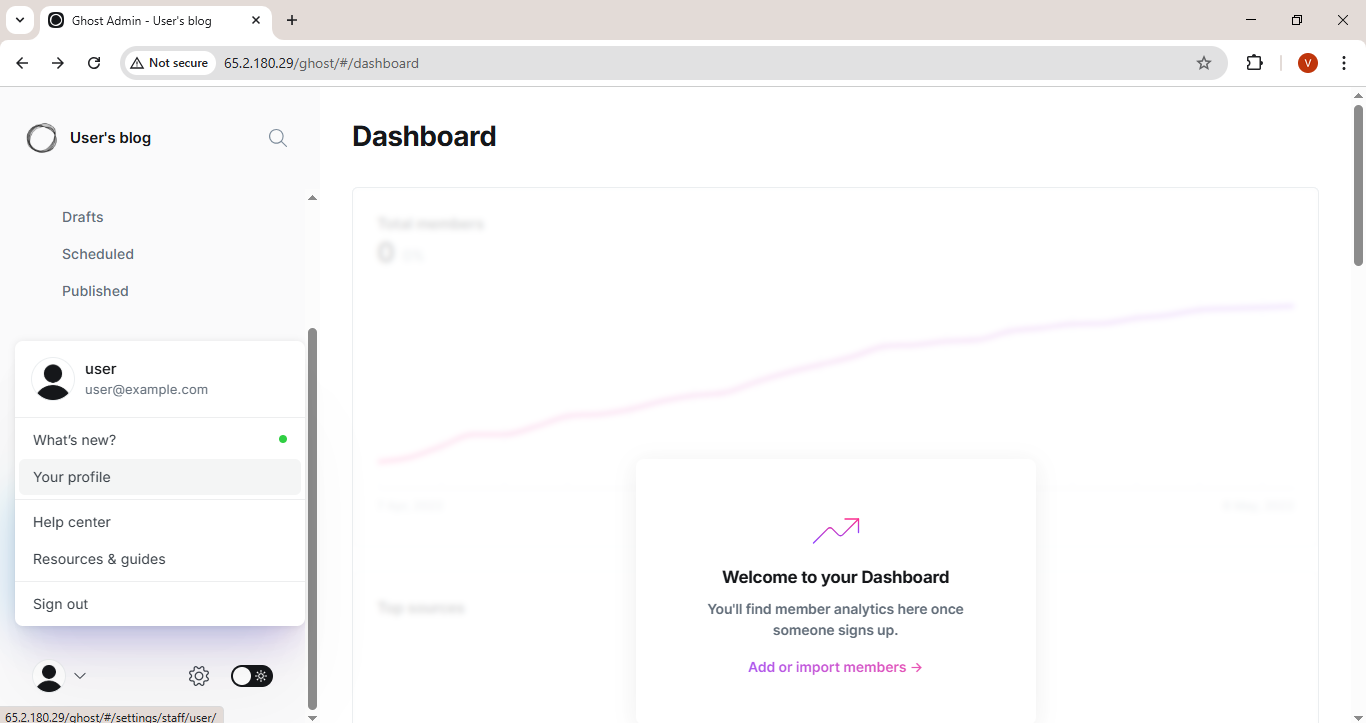 Ghost Admin - User's blog
Not secure
65.2.180.29/ghost/#/dashboard
V
User's blog
Drafts
Scheduled
Published
user
user@example.com
What's new?
Your profile
Help center
Resources & guides
Sign out
65.2.180.29/ghost/#/settings/staff/user/
Dashboard
Total members
0
Top sources
Welcome to your Dashboard
You'll find member analytics here once
someone signs up.
Add or import members →